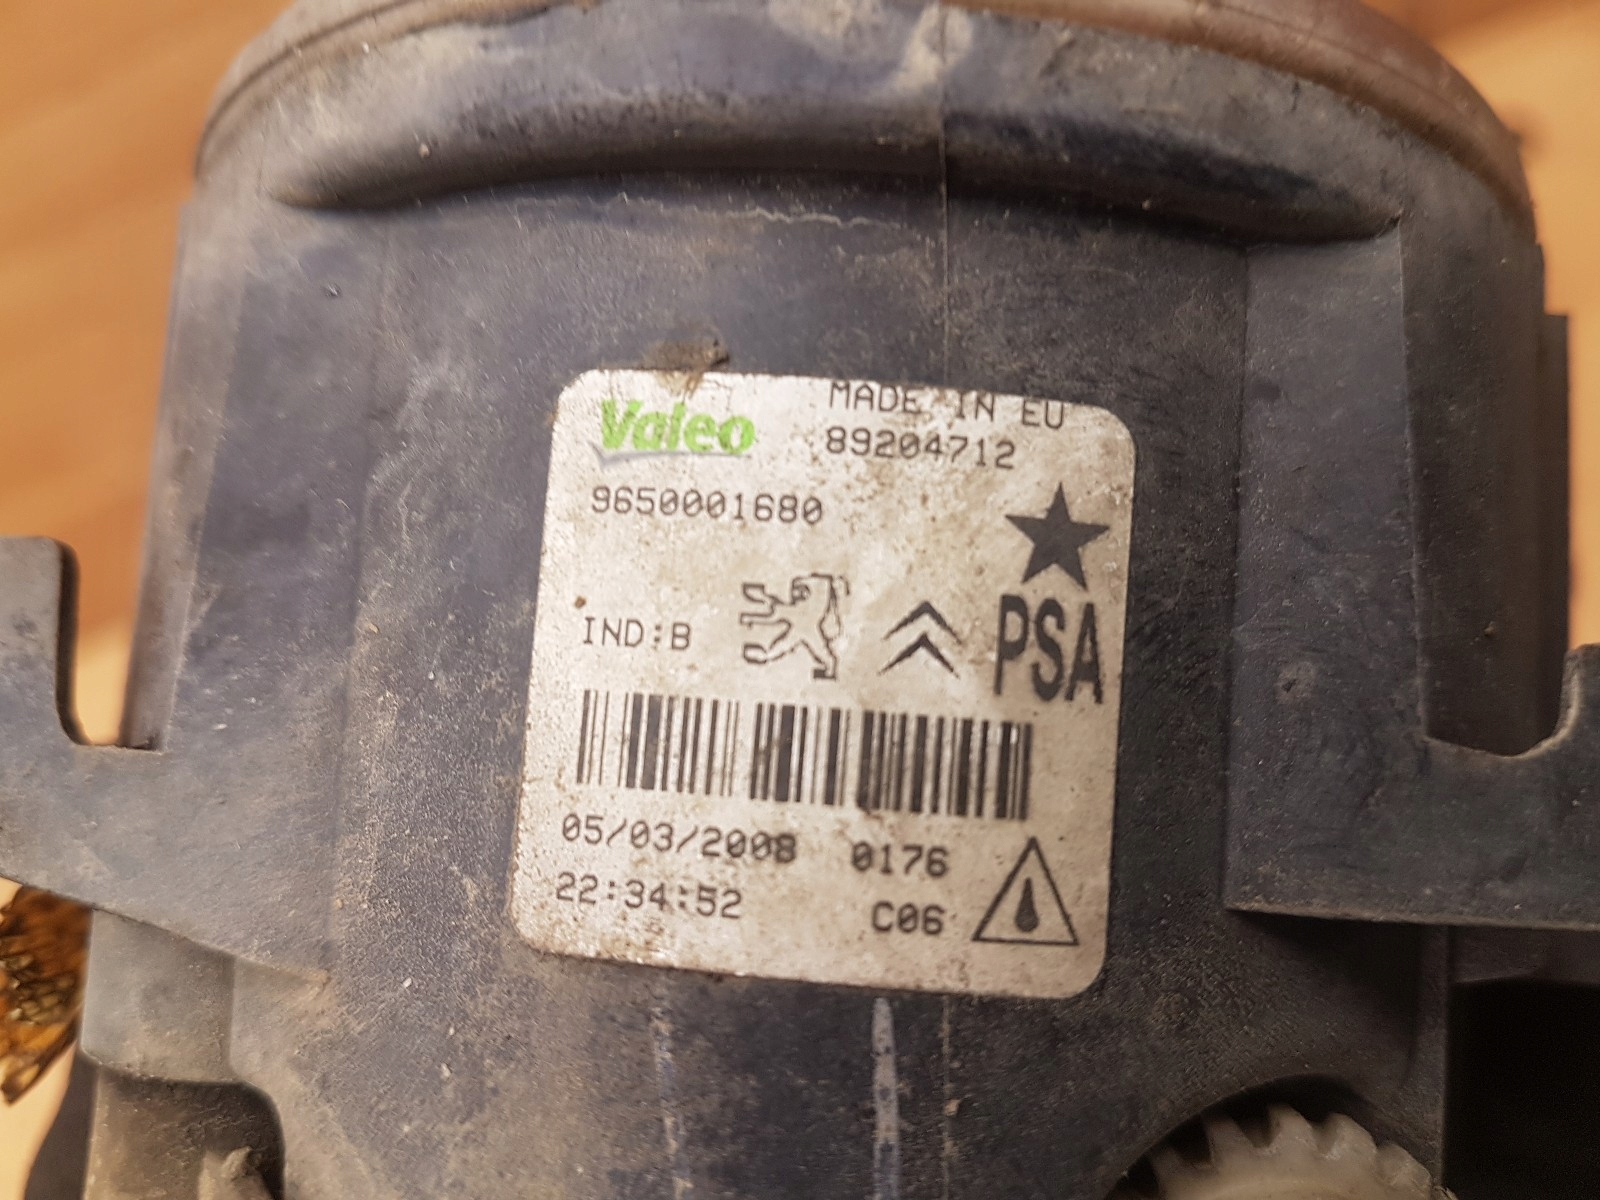 Valeo MADE IN EU
89204712
9650001680
IND:B PSA
05/03/2008 0176
22:34:52 C06